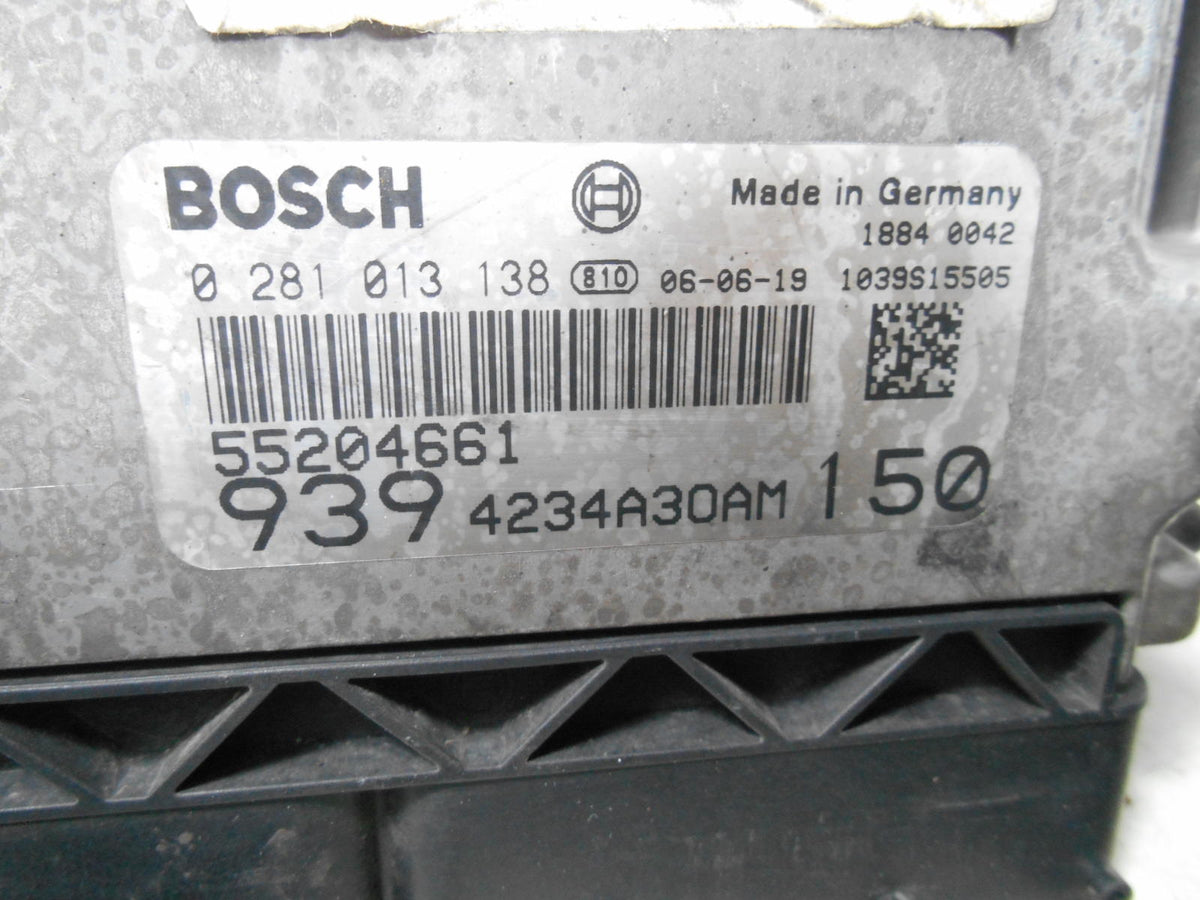 BOSCH Made in Germany
1884 0042
0 281 013 138 810 06-06-19 1039S15505
55204661
939 4234A30AM 150